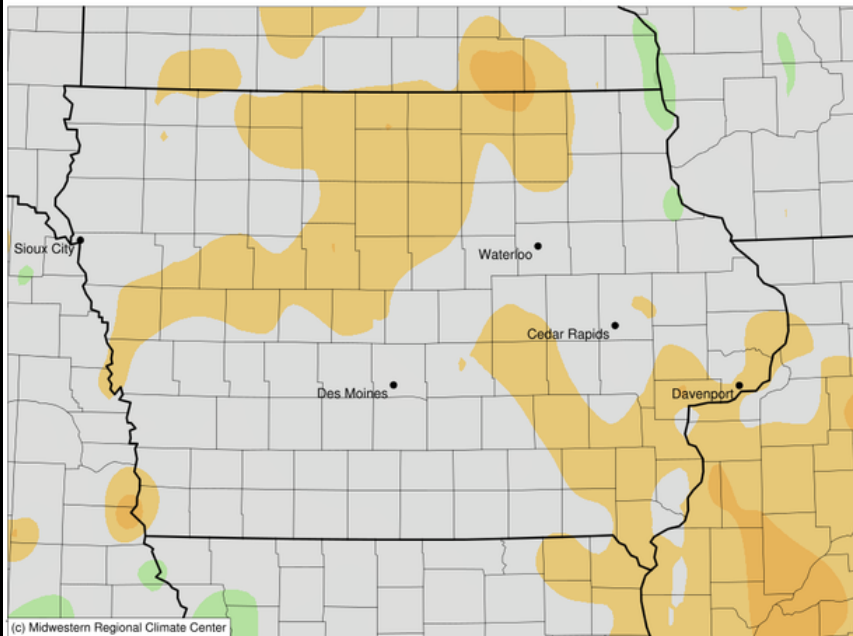 Sioux City
Waterloo
Cedar Rapids
Des Moines
Davenport
(c) Midwestern Regional Climate Center